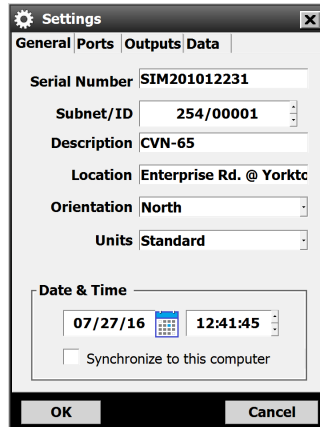 Settings
General Ports Outputs Data
Serial Number SIM201012231
Subnet/ID 254/00001
Description CVN-65
Location Enterprise Rd. @ Yorkto
Orientation North
Units Standard
Date & Time
07/27/16 12:41:45
Synchronize to this computer
OK Cancel